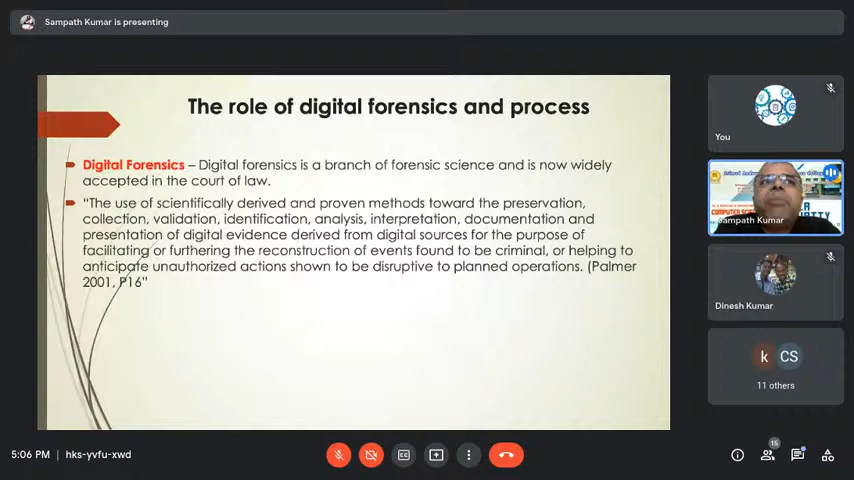 Sampath Kumar is presenting
The role of digital forensics and process
Digital Forensics – Digital forensics is a branch of forensic science and is now widely
accepted in the court of law.
"The use of scientifically derived and proven methods toward the preservation,
collection, validation, identification, analysis, interpretation, documentation and
presentation of digital evidence derived from digital sources for the purpose of
facilitating or furthering the reconstruction of events found to be criminal, or helping to
anticipate unauthorized actions shown to be disruptive to planned operations. (Palmer
2001, P16"
You
Sampath Kumar
Dinesh Kumar
k CS
11 others
5:06 PM | hks-yvfu-xwd
CC
15